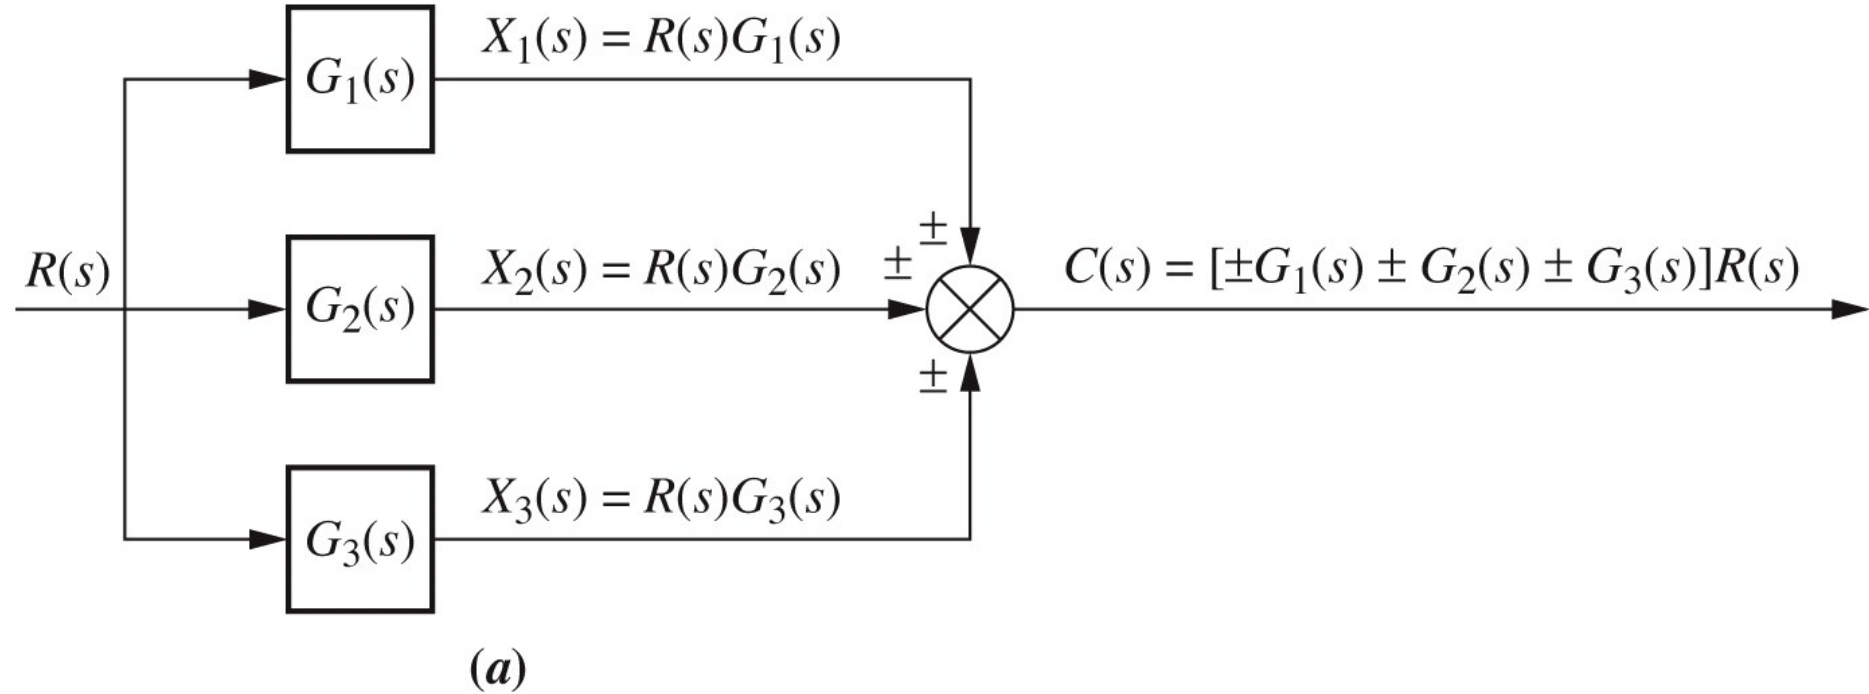 X₁(s) = R(s)G₁(s)
G₁(s)
±
R(s)
G₂(s)
X₂(s) = R(s)G₂(s)
±
C(s) = [±G₁(s) ± G₂(s) ± G₃(s)]R(s)
±
X₃(s) = R(s)G₃(s)
G₃(s)
(a)